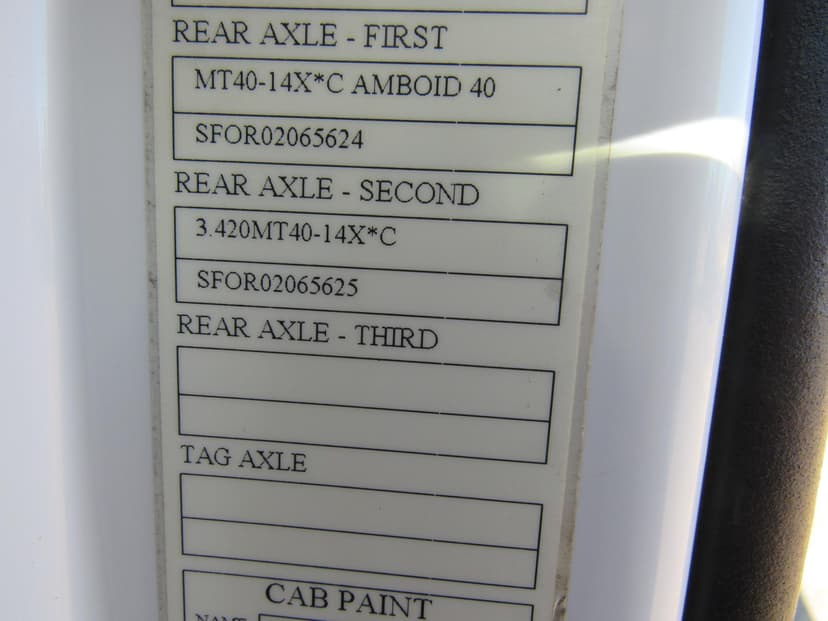 REAR AXLE - FIRST
MT40-14X*C AMBOID 40
SFOR02065624
REAR AXLE - SECOND
3.420MT40-14X*C
SFOR02065625
REAR AXLE - THIRD
TAG AXLE
CAB PAINT
NAME